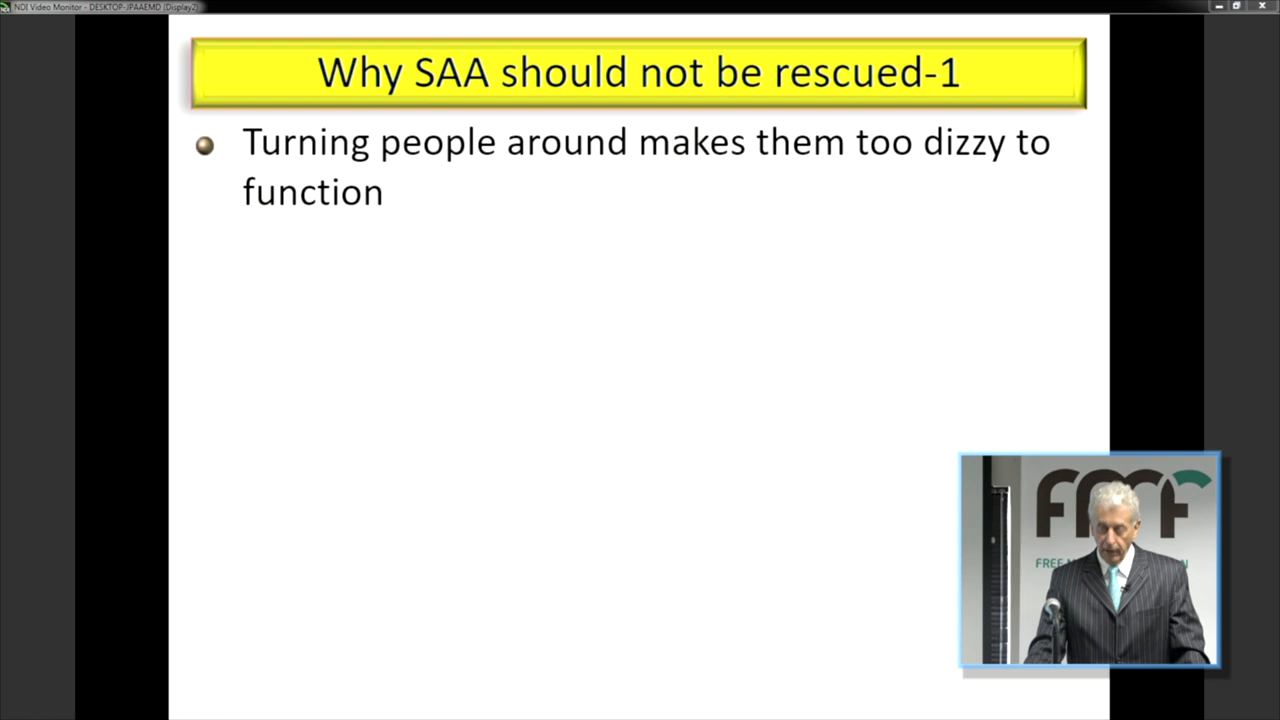 NDI Video Monitor - DESKTOP-JPAAEMD (Display2)
Why SAA should not be rescued-1
Turning people around makes them too dizzy to
function
FMF
FREE